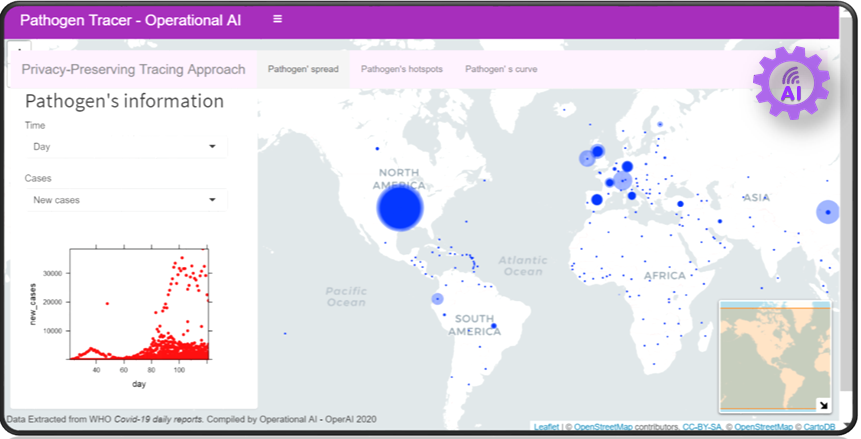 Pathogen Tracer - Operational AI
Privacy-Preserving Tracing Approach
Pathogen' spread
Pathogen's hotspots
Pathogen' s curve
AI
Pathogen's information
Time
Day
Cases
New cases
new_cases
30000
20000
10000
40
60
80
100
day
NORTH
AMERICA
ASIA
Atlantic
Ocean
AFRICA
Pacific
Ocean
SOUTH
AMERICA
Data Extracted from WHO Covid-19 daily reports. Compiled by Operational AI - OperAI 2020
Leaflet | © OpenStreetMap contributors, CC-BY-SA, © OpenStreetMap © CartoDB